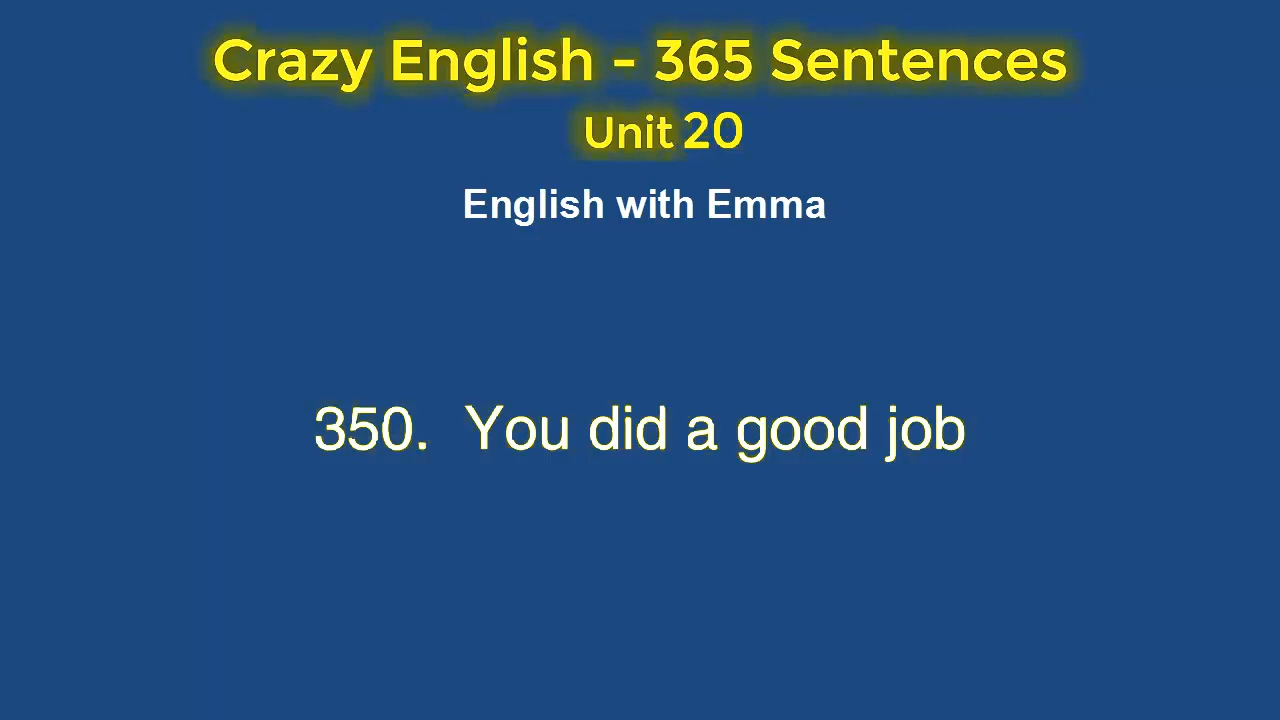 Crazy English - 365 Sentences
Unit 20
English with Emma
350. You did a good job